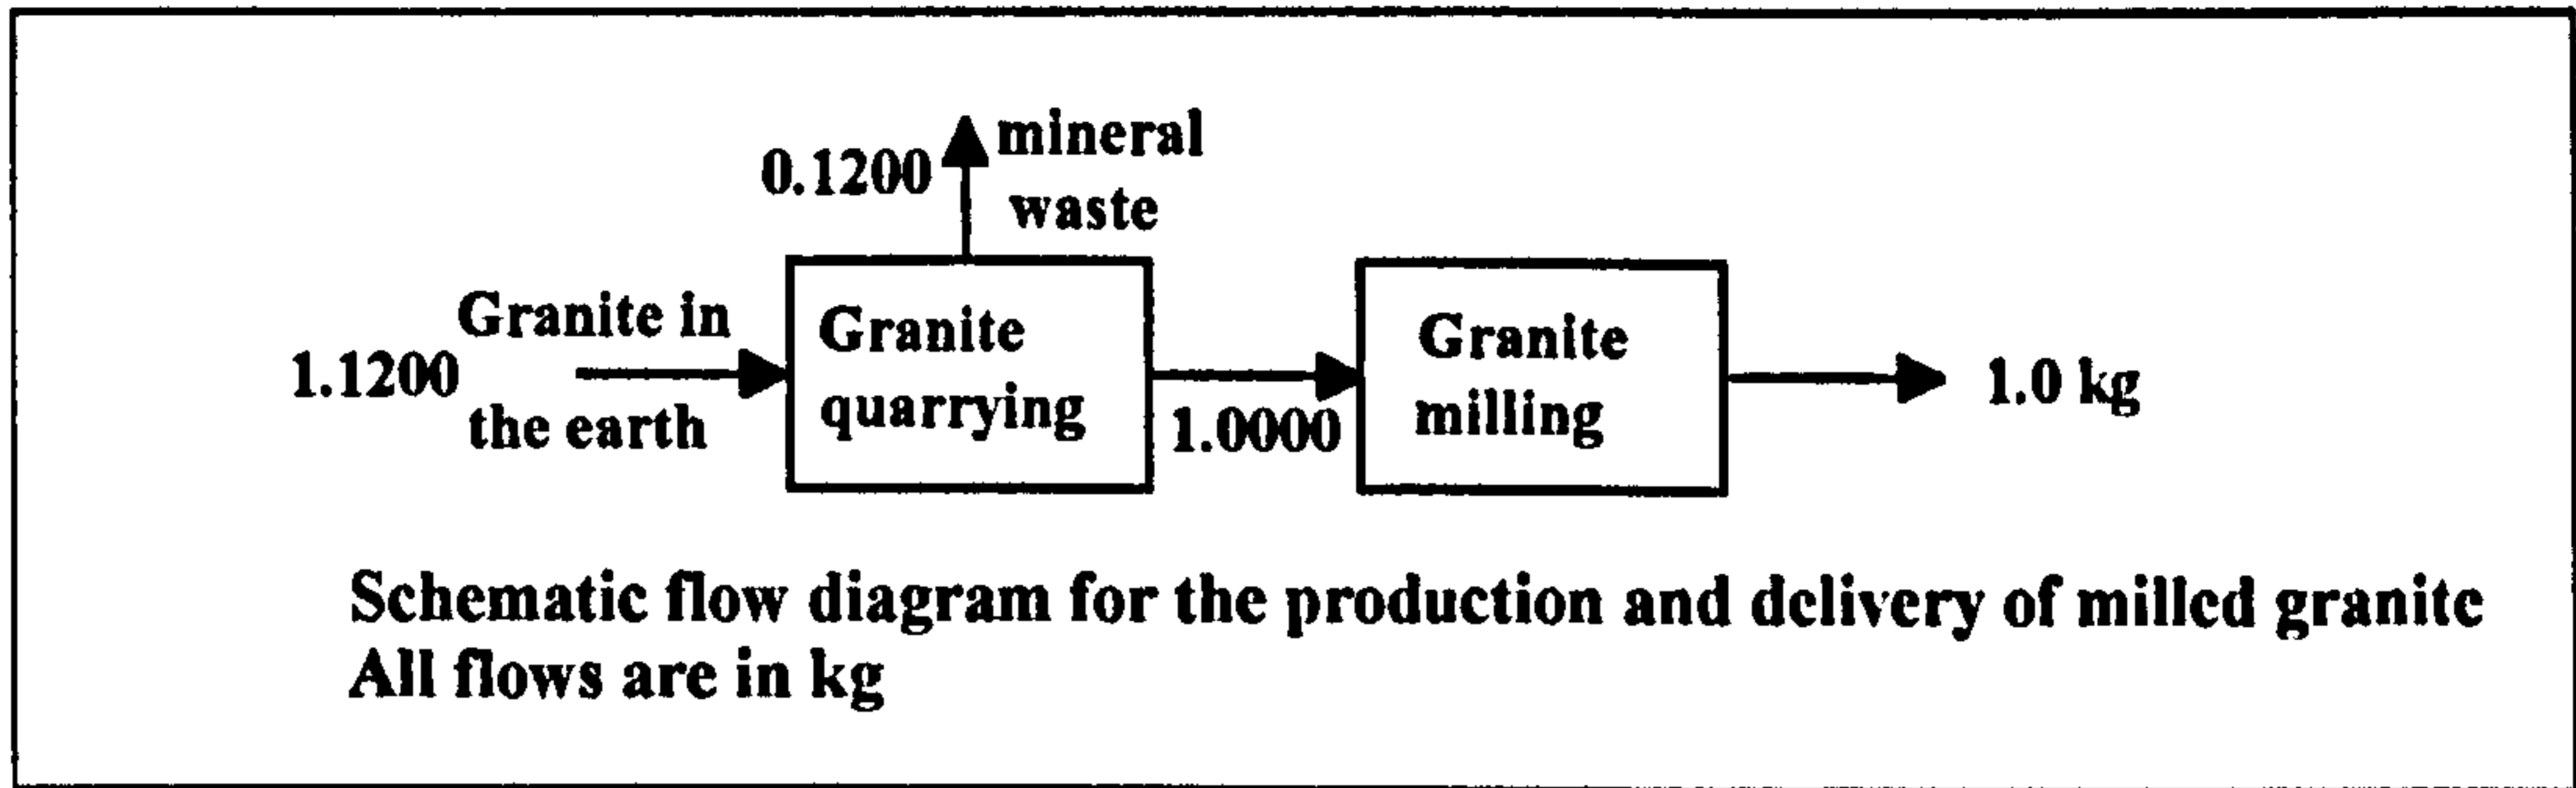 0.1200
mineral
waste
1.1200
Granite in
the earth
Granite
quarrying
1.0000
Granite
milling
1.0 kg
Schematic flow diagram for the production and delivery of milled granite
All flows are in kg